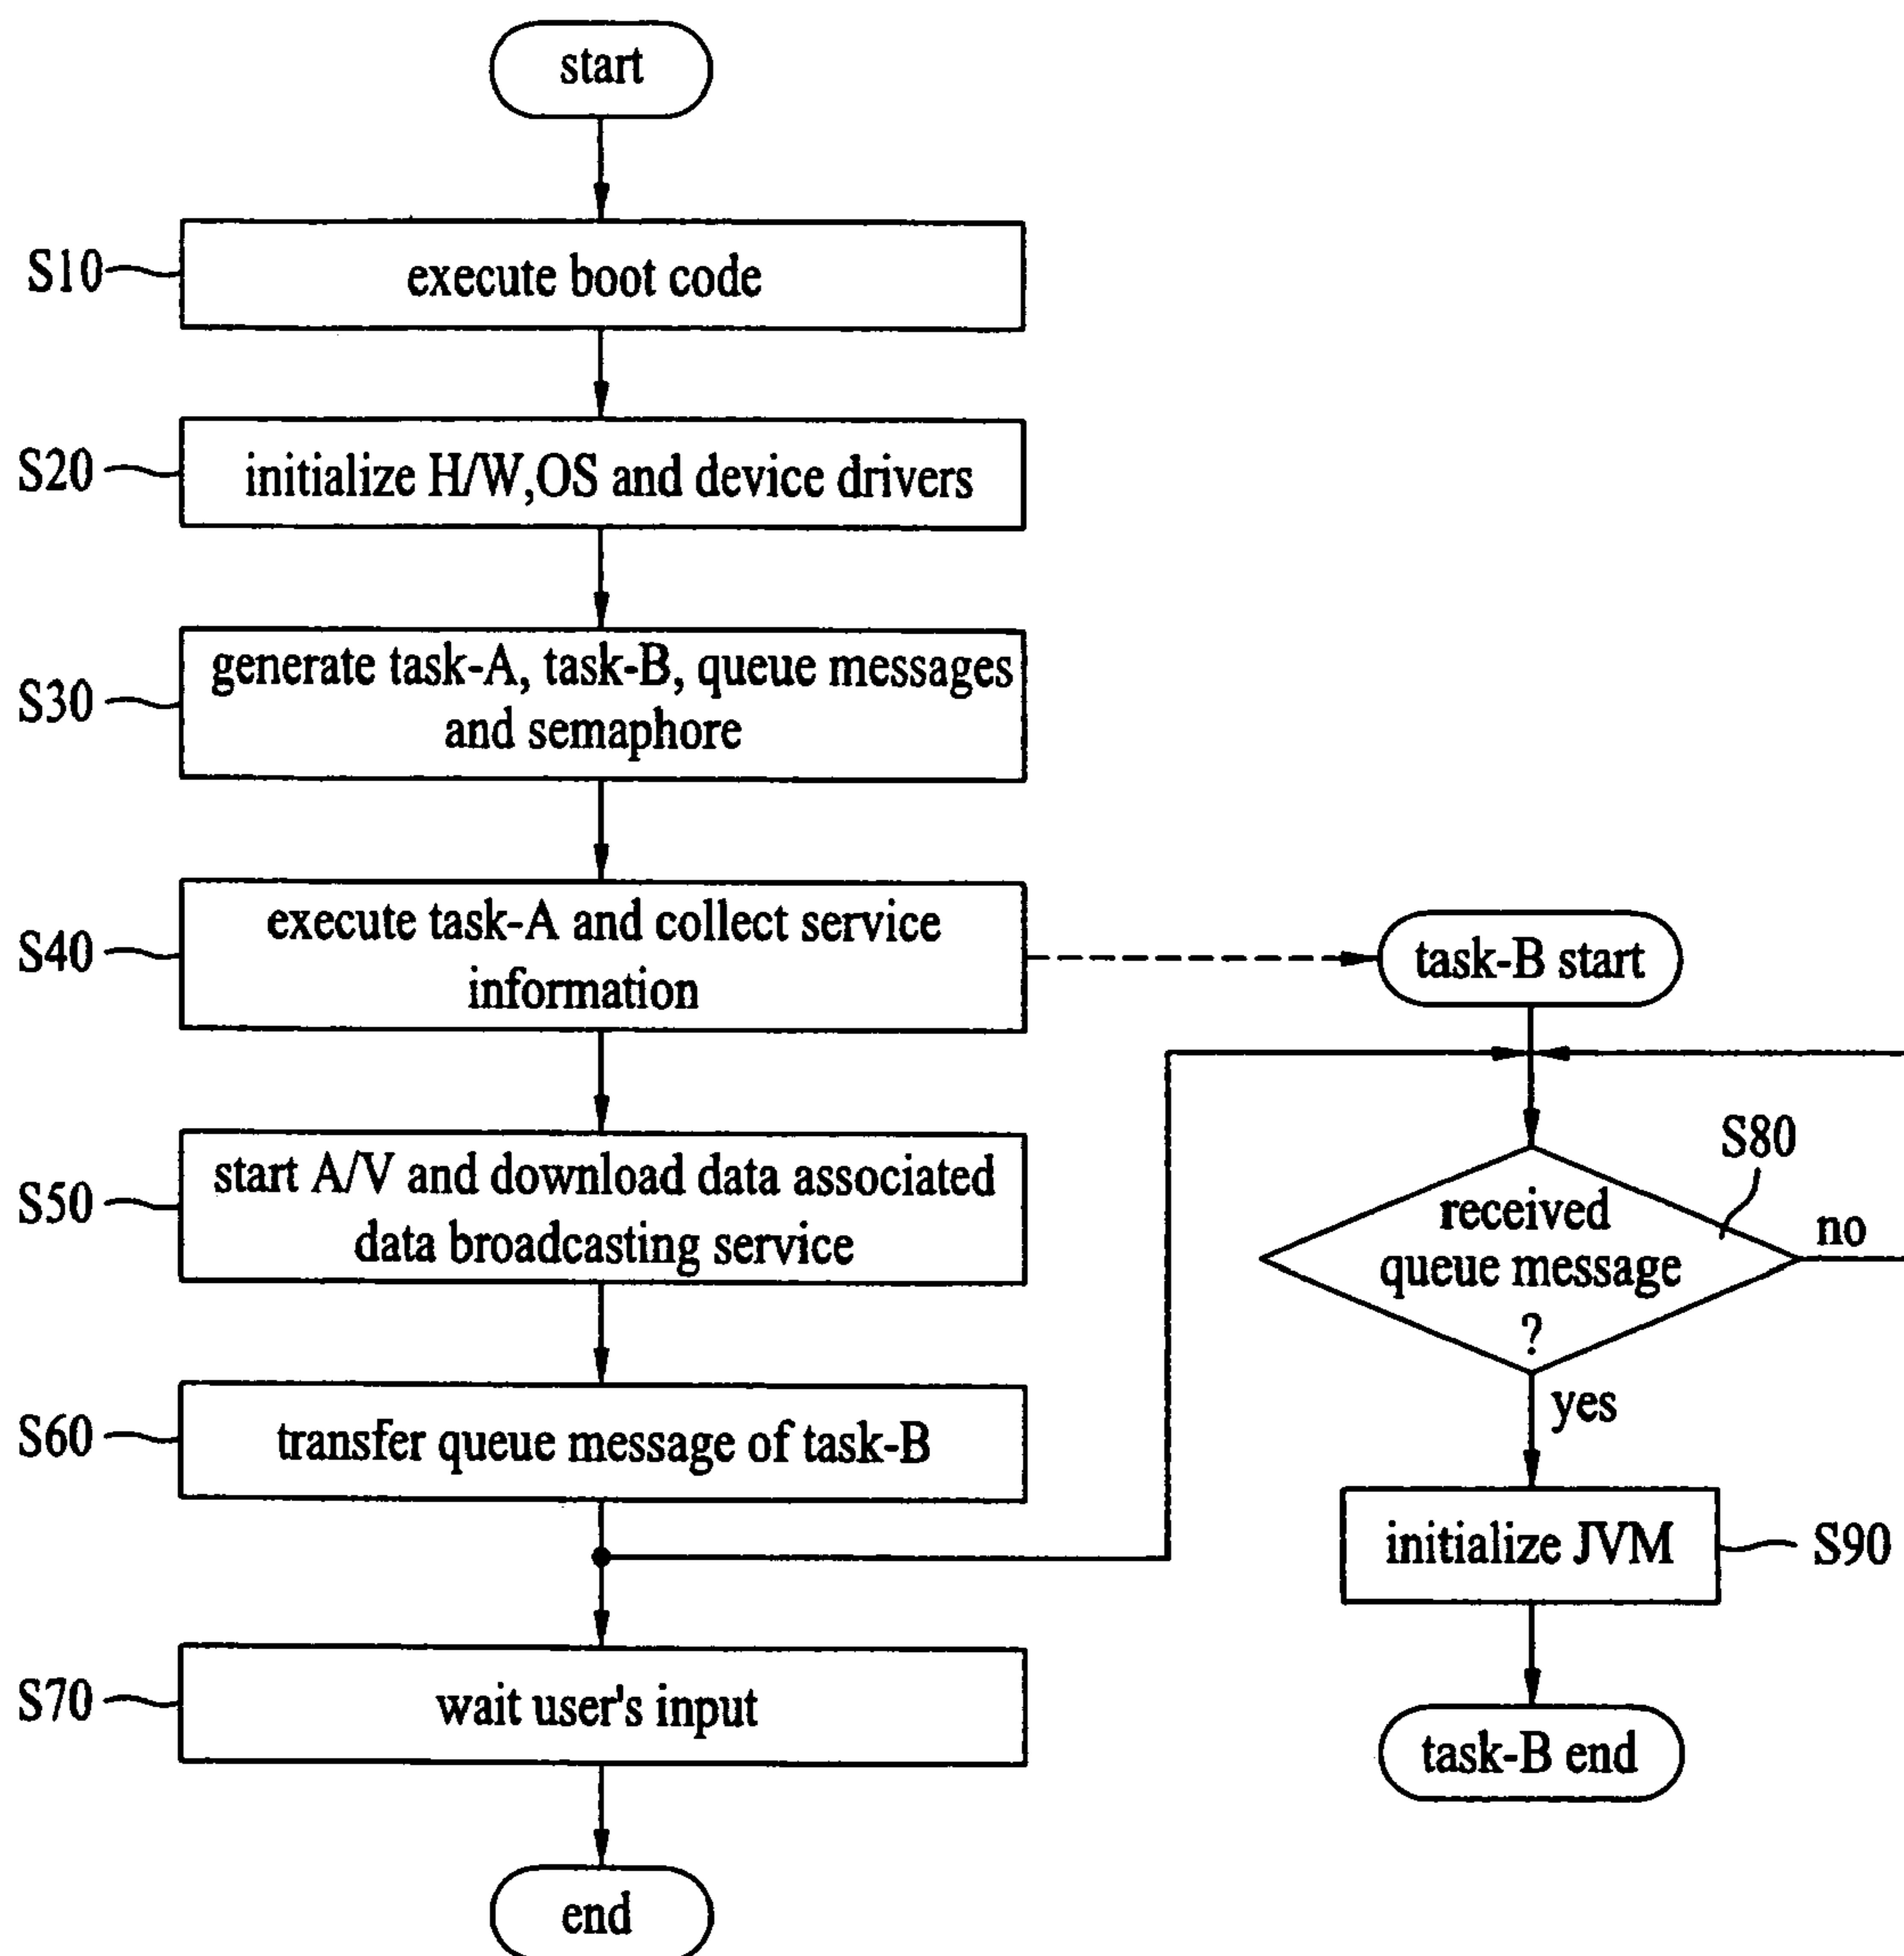 start
S10
execute boot code
S20
initialize H/W,OS and device drivers
S30
generate task-A, task-B, queue messages
and semaphore
S40
execute task-A and collect service
information
S50
start A/V and download data associated
data broadcasting service
S60
transfer queue message of task-B
S70
wait user's input
end
task-B start
S80
received
queue message
?
no
yes
initialize JVM
S90
task-B end